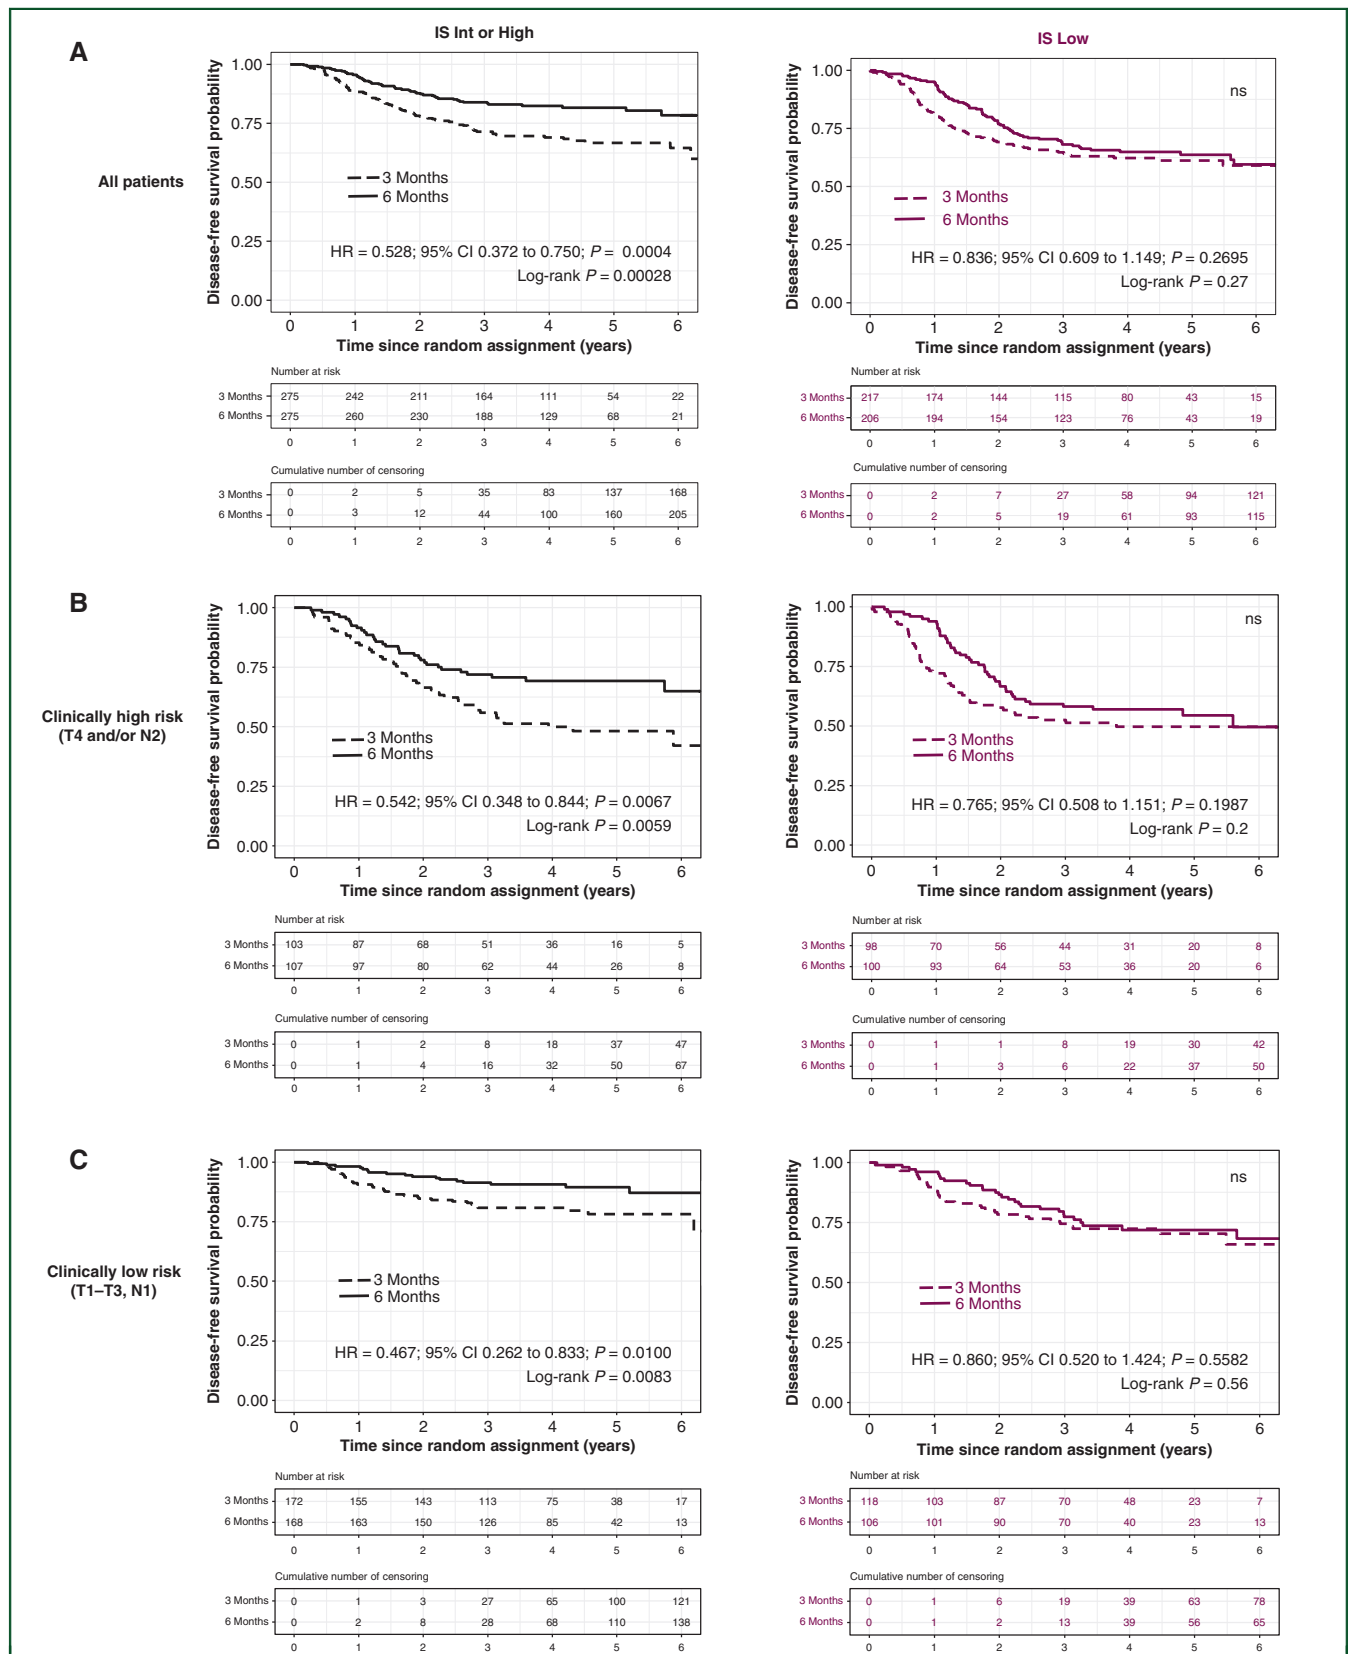 A
IS Int or High
Disease-free survival probability
1.00
0.75
0.50
0.25
0.00
All patients
3 Months
6 Months
HR = 0.528; 95% CI 0.372 to 0.750; P = 0.0004
Log-rank P = 0.00028
0 1 2 3 4 5 6
Time since random assignment (years)
Number at risk
3 Months 275 242 211 164 111 54 22
6 Months 275 260 230 188 129 68 21
0 1 2 3 4 5 6
Cumulative number of censoring
3 Months 0 2 5 35 83 137 168
6 Months 0 3 12 44 100 160 205
0 1 2 3 4 5 6
IS Low
Disease-free survival probability
1.00
0.75
0.50
0.25
0.00
ns
3 Months
6 Months
HR = 0.836; 95% CI 0.609 to 1.149; P = 0.2695
Log-rank P = 0.27
0 1 2 3 4 5 6
Time since random assignment (years)
Number at risk
3 Months 217 174 144 115 80 43 15
6 Months 206 194 154 123 76 43 19
0 1 2 3 4 5 6
Cumulative number of censoring
3 Months 0 2 7 27 58 94 121
6 Months 0 2 5 19 61 93 115
0 1 2 3 4 5 6
B
Disease-free survival probability
1.00
0.75
0.50
0.25
0.00
Clinically high risk
(T4 and/or N2)
3 Months
6 Months
HR = 0.542; 95% CI 0.348 to 0.844; P = 0.0067
Log-rank P = 0.0059
0 1 2 3 4 5 6
Time since random assignment (years)
Number at risk
3 Months 103 87 68 51 36 16 5
6 Months 107 97 80 62 44 26 8
0 1 2 3 4 5 6
Cumulative number of censoring
3 Months 0 1 2 8 18 37 47
6 Months 0 1 4 16 32 50 67
0 1 2 3 4 5 6
Disease-free survival probability
1.00
0.75
0.50
0.25
0.00
ns
3 Months
6 Months
HR = 0.765; 95% CI 0.508 to 1.151; P = 0.1987
Log-rank P = 0.2
0 1 2 3 4 5 6
Time since random assignment (years)
Number at risk
3 Months 98 70 56 44 31 20 8
6 Months 100 93 64 53 36 20 6
0 1 2 3 4 5 6
Cumulative number of censoring
3 Months 0 1 1 8 19 30 42
6 Months 0 1 3 6 22 37 50
0 1 2 3 4 5 6
C
Disease-free survival probability
1.00
0.75
0.50
0.25
0.00
Clinically low risk
(T1–T3, N1)
3 Months
6 Months
HR = 0.467; 95% CI 0.262 to 0.833; P = 0.0100
Log-rank P = 0.0083
0 1 2 3 4 5 6
Time since random assignment (years)
Number at risk
3 Months 172 155 143 113 75 38 17
6 Months 168 163 150 126 85 42 13
0 1 2 3 4 5 6
Cumulative number of censoring
3 Months 0 1 3 27 65 100 121
6 Months 0 2 8 28 68 110 138
0 1 2 3 4 5 6
Disease-free survival probability
1.00
0.75
0.50
0.25
0.00
ns
3 Months
6 Months
HR = 0.860; 95% CI 0.520 to 1.424; P = 0.5582
Log-rank P = 0.56
0 1 2 3 4 5 6
Time since random assignment (years)
Number at risk
3 Months 118 103 87 70 48 23 7
6 Months 106 101 90 70 40 23 13
0 1 2 3 4 5 6
Cumulative number of censoring
3 Months 0 1 6 19 39 63 78
6 Months 0 1 2 13 39 56 65
0 1 2 3 4 5 6